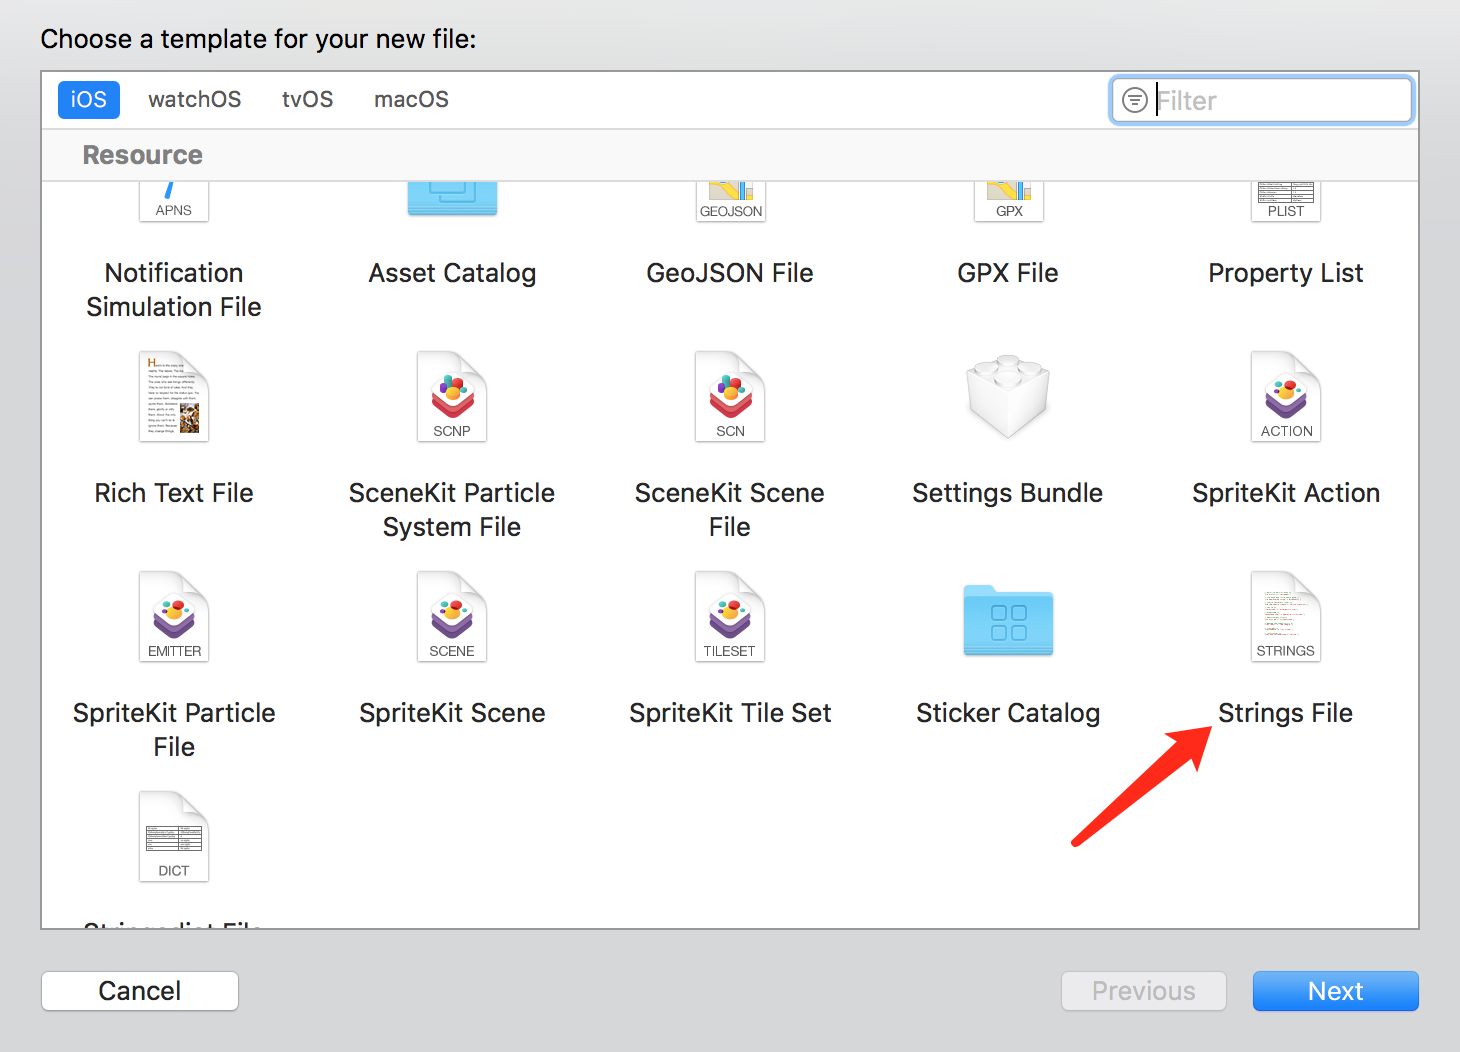 Choose a template for your new file:
iOS watchOS tvOS macOS Filter
Resource
APNS GEOJSON GPX PLIST
Notification Asset Catalog GeoJSON File GPX File Property List
Simulation File
SCNP SCN ACTION
Rich Text File SceneKit Particle SceneKit Scene Settings Bundle SpriteKit Action
System File File
EMITTER SCENE TILESET STRINGS
SpriteKit Particle SpriteKit Scene SpriteKit Tile Set Sticker Catalog Strings File
File
DICT
Stringsdict File
Cancel Previous Next